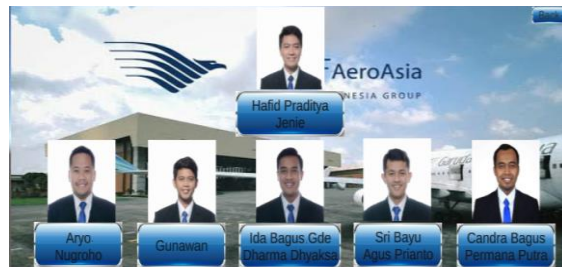 Back
AeroAsia
NESIA GROUP
Hafid Praditya
Jenie
Garuda
Aryo
Nugroho
Gunawan
Ida Bagus Gde
Dharma Dhyaksa
Sri Bayu
Agus Prianto
Candra Bagus
Permana Putra